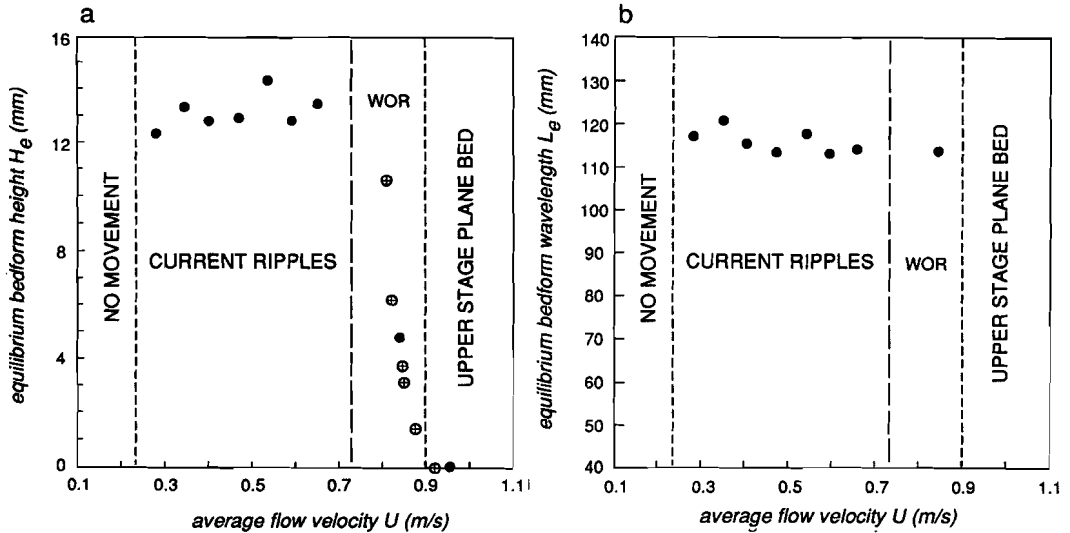 a
16
12
8
4
0
equilibrium bedform height He (mm)
NO MOVEMENT
CURRENT RIPPLES
WOR
UPPER STAGE PLANE BED
0.1
0.3
0.5
0.7
0.9
1.1
average flow velocity U (m/s)
b
140
130
120
110
100
90
80
70
60
50
40
equilibrium bedform wavelength Le (mm)
NO MOVEMENT
CURRENT RIPPLES
WOR
UPPER STAGE PLANE BED
0.1
0.3
0.5
0.7
0.9
1.1
average flow velocity U (m/s)